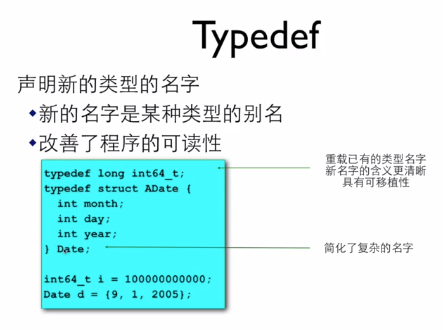 Typedef
声明新的类型的名字
新的名字是某种类型的别名
改善了程序的可读性
重载已有的类型名字
新名字的含义更清晰
具有可移植性
typedef long int64_t;
typedef struct ADate {
int month;
int day;
int year;
} Date;
简化了复杂的名字
int64_t i = 100000000000;
Date d = {9, 1, 2005};